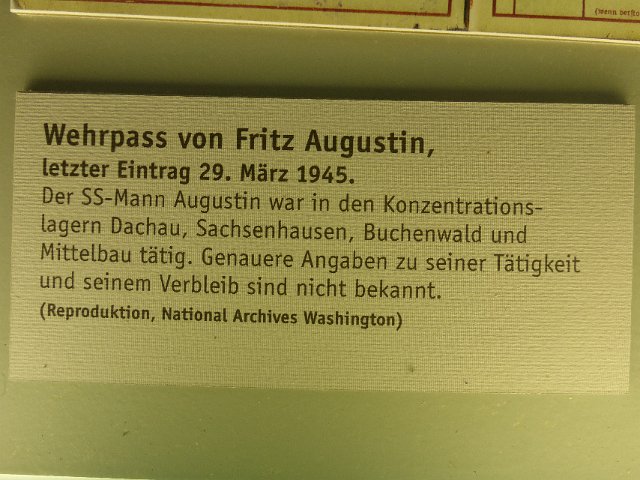 (wenn
Wehrpass von Fritz Augustin,
letzter Eintrag 29. März 1945.
Der SS-Mann Augustin war in den Konzentrations-
lagern Dachau, Sachsenhausen, Buchenwald und
Mittelbau tätig. Genauere Angaben zu seiner Tätigkeit
und seinem Verbleib sind nicht bekannt.
(Reproduktion, National Archives Washington)